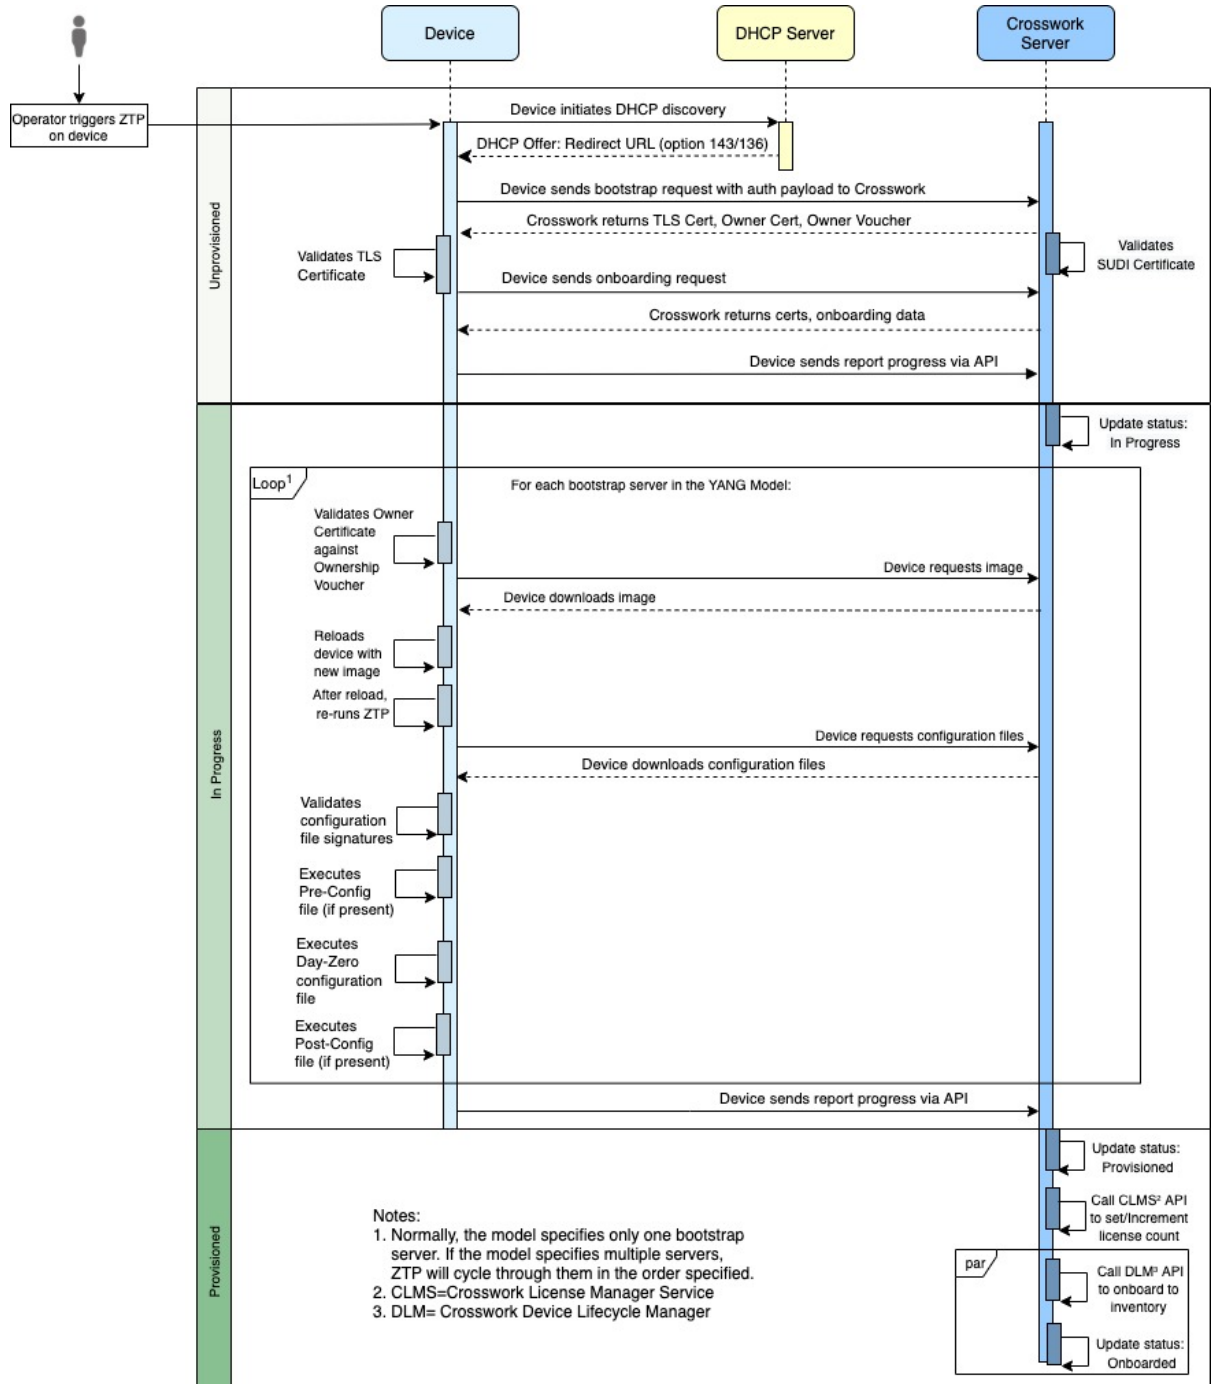 Device
DHCP Server
Crosswork
Server
Operator triggers ZTP
on device
Unprovisioned
Device initiates DHCP discovery
DHCP Offer: Redirect URL (option 143/136)
Device sends bootstrap request with auth payload to Crosswork
Crosswork returns TLS Cert, Owner Cert, Owner Voucher
Validates TLS
Certificate
Validates
SUDI Certificate
Device sends onboarding request
Crosswork returns certs, onboarding data
Device sends report progress via API
In Progress
Update status:
In Progress
Loop1
For each bootstrap server in the YANG Model:
Validates Owner
Certificate
against
Ownership
Voucher
Device requests image
Device downloads image
Reloads
device with
new image
After reload,
re-runs ZTP
Device requests configuration files
Device downloads configuration files
Validates
configuration
file signatures
Executes
Pre-Config
file (if present)
Executes
Day-Zero
configuration
file
Executes
Post-Config
file (if present)
Device sends report progress via API
Provisioned
Update status:
Provisioned
Call CLMS² API
to set/Increment
license count
par
Call DLM³ API
to onboard to
inventory
Update status:
Onboarded
Notes:
1. Normally, the model specifies only one bootstrap
server. If the model specifies multiple servers,
ZTP will cycle through them in the order specified.
2. CLMS=Crosswork License Manager Service
3. DLM= Crosswork Device Lifecycle Manager